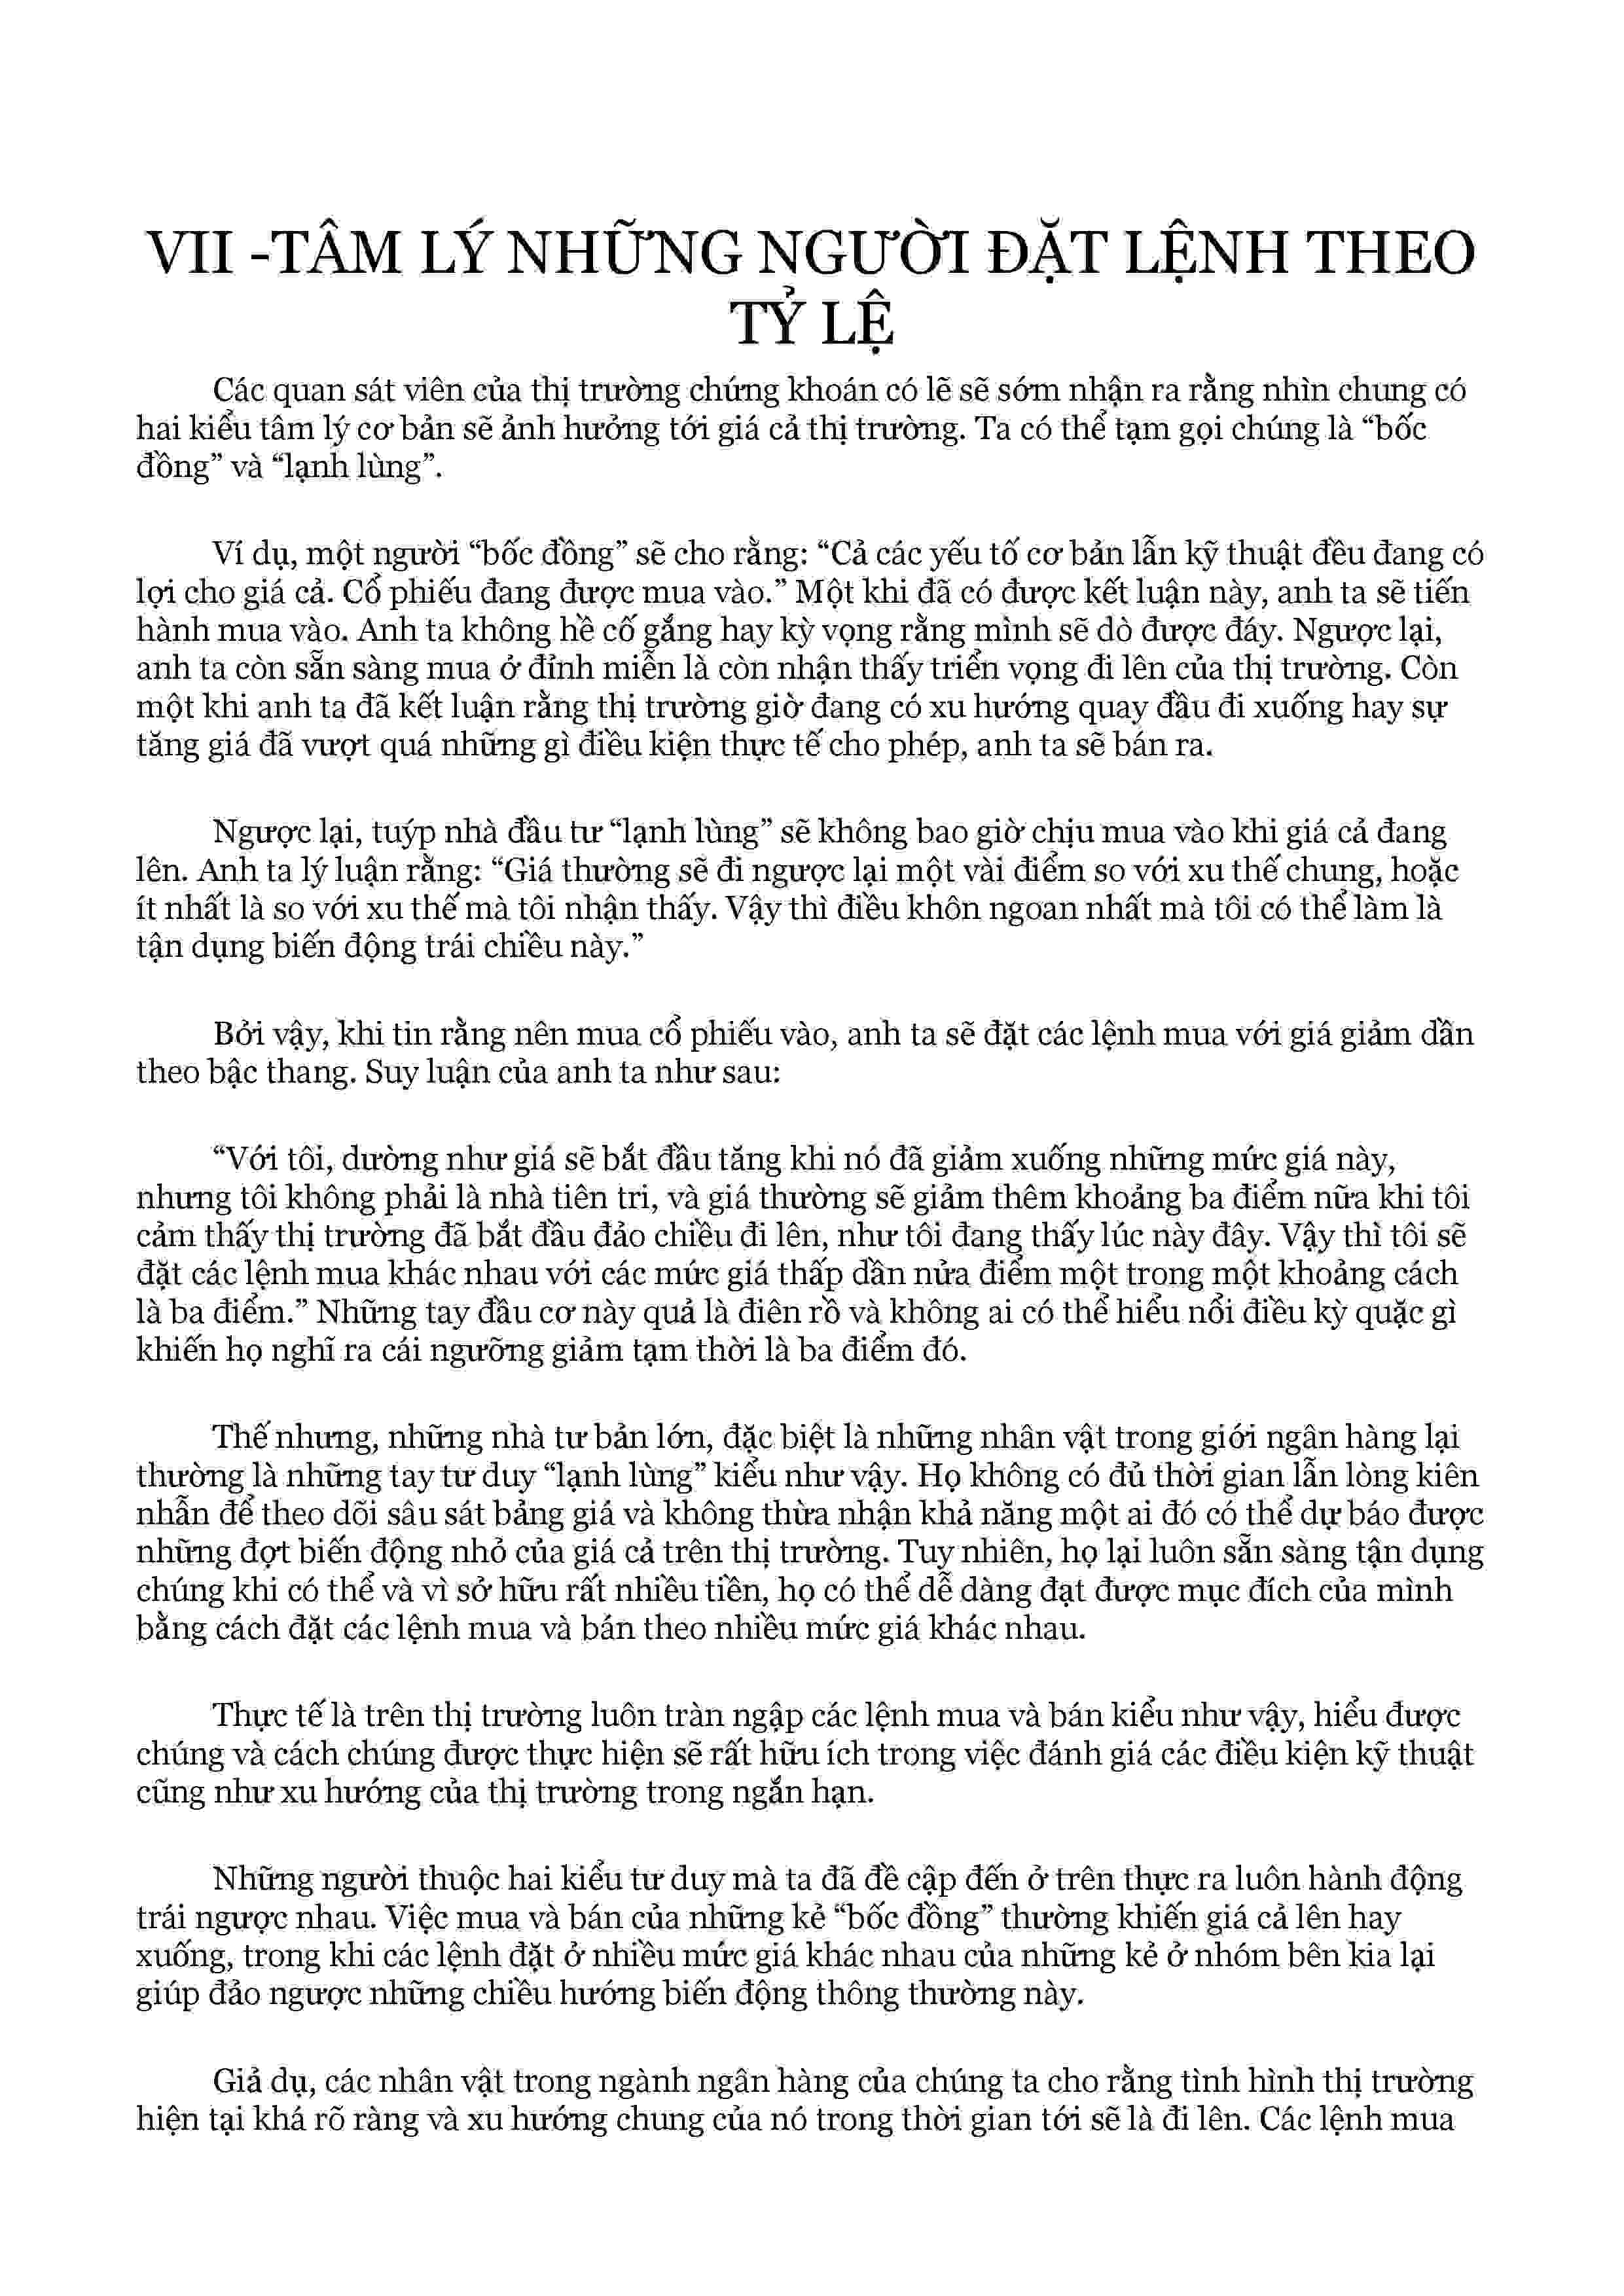 VII -TÂM LÝ NHỮNG NGƯỜI ĐẶT LỆNH THEO
TỶ LỆ
Các quan sát viên của thị trường chứng khoán có lẽ sẽ sớm nhận ra rằng nhìn chung có
hai kiểu tâm lý cơ bản sẽ ảnh hưởng tới giá cả thị trường. Ta có thể tạm gọi chúng là “bốc
đồng” và “lạnh lùng”.
Ví dụ, một người “bốc đồng” sẽ cho rằng: “Cả các yếu tố cơ bản lẫn kỹ thuật đều đang có
lợi cho giá cả. Cổ phiếu đang được mua vào.” Một khi đã có được kết luận này, anh ta sẽ tiến
hành mua vào. Anh ta không hề cố gắng hay kỳ vọng rằng mình sẽ dò được đáy. Ngược lại,
anh ta còn sẵn sàng mua ở đỉnh miễn là còn nhận thấy triển vọng đi lên của thị trường. Còn
một khi anh ta đã kết luận rằng thị trường giờ đang có xu hướng quay đầu đi xuống hay sự
tăng giá đã vượt quá những gì điều kiện thực tế cho phép, anh ta sẽ bán ra.
Ngược lại, tuýp nhà đầu tư “lạnh lùng” sẽ không bao giờ chịu mua vào khi giá cả đang
lên. Anh ta lý luận rằng: “Giá thường sẽ đi ngược lại một vài điểm so với xu thế chung, hoặc
ít nhất là so với xu thế mà tôi nhận thấy. Vậy thì điều khôn ngoan nhất mà tôi có thể làm là
tận dụng biến động trái chiều này.”
Bởi vậy, khi tin rằng nên mua cổ phiếu vào, anh ta sẽ đặt các lệnh mua với giá giảm dần
theo bậc thang. Suy luận của anh ta như sau:
“Với tôi, dường như giá sẽ bắt đầu tăng khi nó đã giảm xuống những mức giá này,
nhưng tôi không phải là nhà tiên tri, và giá thường sẽ giảm thêm khoảng ba điểm nữa khi tôi
cảm thấy thị trường đã bắt đầu đảo chiều đi lên, như tôi đang thấy lúc này đây. Vậy thì tôi sẽ
đặt các lệnh mua khác nhau với các mức giá thấp dần nửa điểm một trong một khoảng cách
là ba điểm.” Những tay đầu cơ này quả là điên rồ và không ai có thể hiểu nổi điều kỳ quặc gì
khiến họ nghĩ ra cái ngưỡng giảm tạm thời là ba điểm đó.
Thế nhưng, những nhà tư bản lớn, đặc biệt là những nhân vật trong giới ngân hàng lại
thường là những tay tư duy “lạnh lùng” kiểu như vậy. Họ không có đủ thời gian lẫn lòng kiên
nhẫn để theo dõi sâu sát bảng giá và không thừa nhận khả năng một ai đó có thể dự báo được
những đợt biến động nhỏ của giá cả trên thị trường. Tuy nhiên, họ lại luôn sẵn sàng tận dụng
chúng khi có thể và vì sở hữu rất nhiều tiền, họ có thể dễ dàng đạt được mục đích của mình
bằng cách đặt các lệnh mua và bán theo nhiều mức giá khác nhau.
Thực tế là trên thị trường luôn tràn ngập các lệnh mua và bán kiểu như vậy, hiểu được
chúng và cách chúng được thực hiện sẽ rất hữu ích trong việc đánh giá các điều kiện kỹ thuật
cũng như xu hướng của thị trường trong ngắn hạn.
Những người thuộc hai kiểu tư duy mà ta đã đề cập đến ở trên thực ra luôn hành động
trái ngược nhau. Việc mua và bán của những kẻ “bốc đồng” thường khiến giá cả lên hay
xuống, trong khi các lệnh đặt ở nhiều mức giá khác nhau của những kẻ ở nhóm bên kia lại
giúp đảo ngược những chiều hướng biến động thông thường này.
Giả dụ, các nhân vật trong ngành ngân hàng của chúng ta cho rằng tình hình thị trường
hiện tại khá rõ ràng và xu hướng chung của nó trong thời gian tới sẽ là đi lên. Các lệnh mua